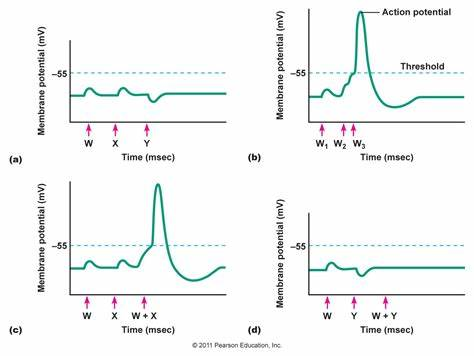 Membrane potential (mV)
–55
W X Y
(a) Time (msec)
Membrane potential (mV)
Action potential
Threshold
–55
W1 W2 W3
(b) Time (msec)
Membrane potential (mV)
–55
W X W + X
(c) Time (msec)
Membrane potential (mV)
–55
W Y W + Y
(d) Time (msec)
© 2011 Pearson Education, Inc.